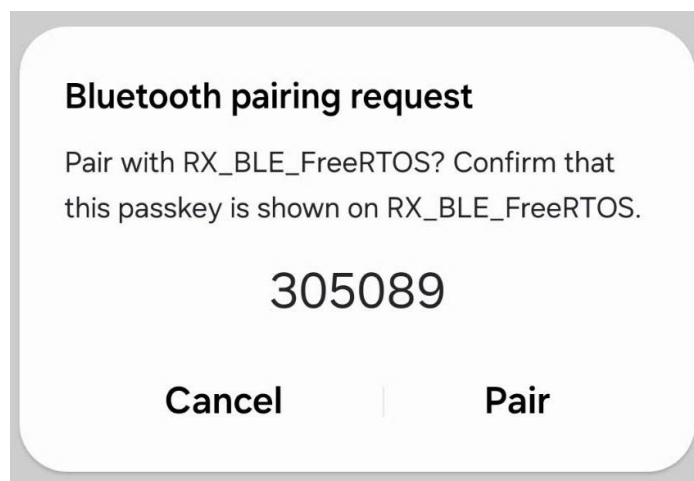 Bluetooth pairing request
Pair with RX_BLE_FreeRTOS? Confirm that
this passkey is shown on RX_BLE_FreeRTOS.
305089
Cancel
Pair